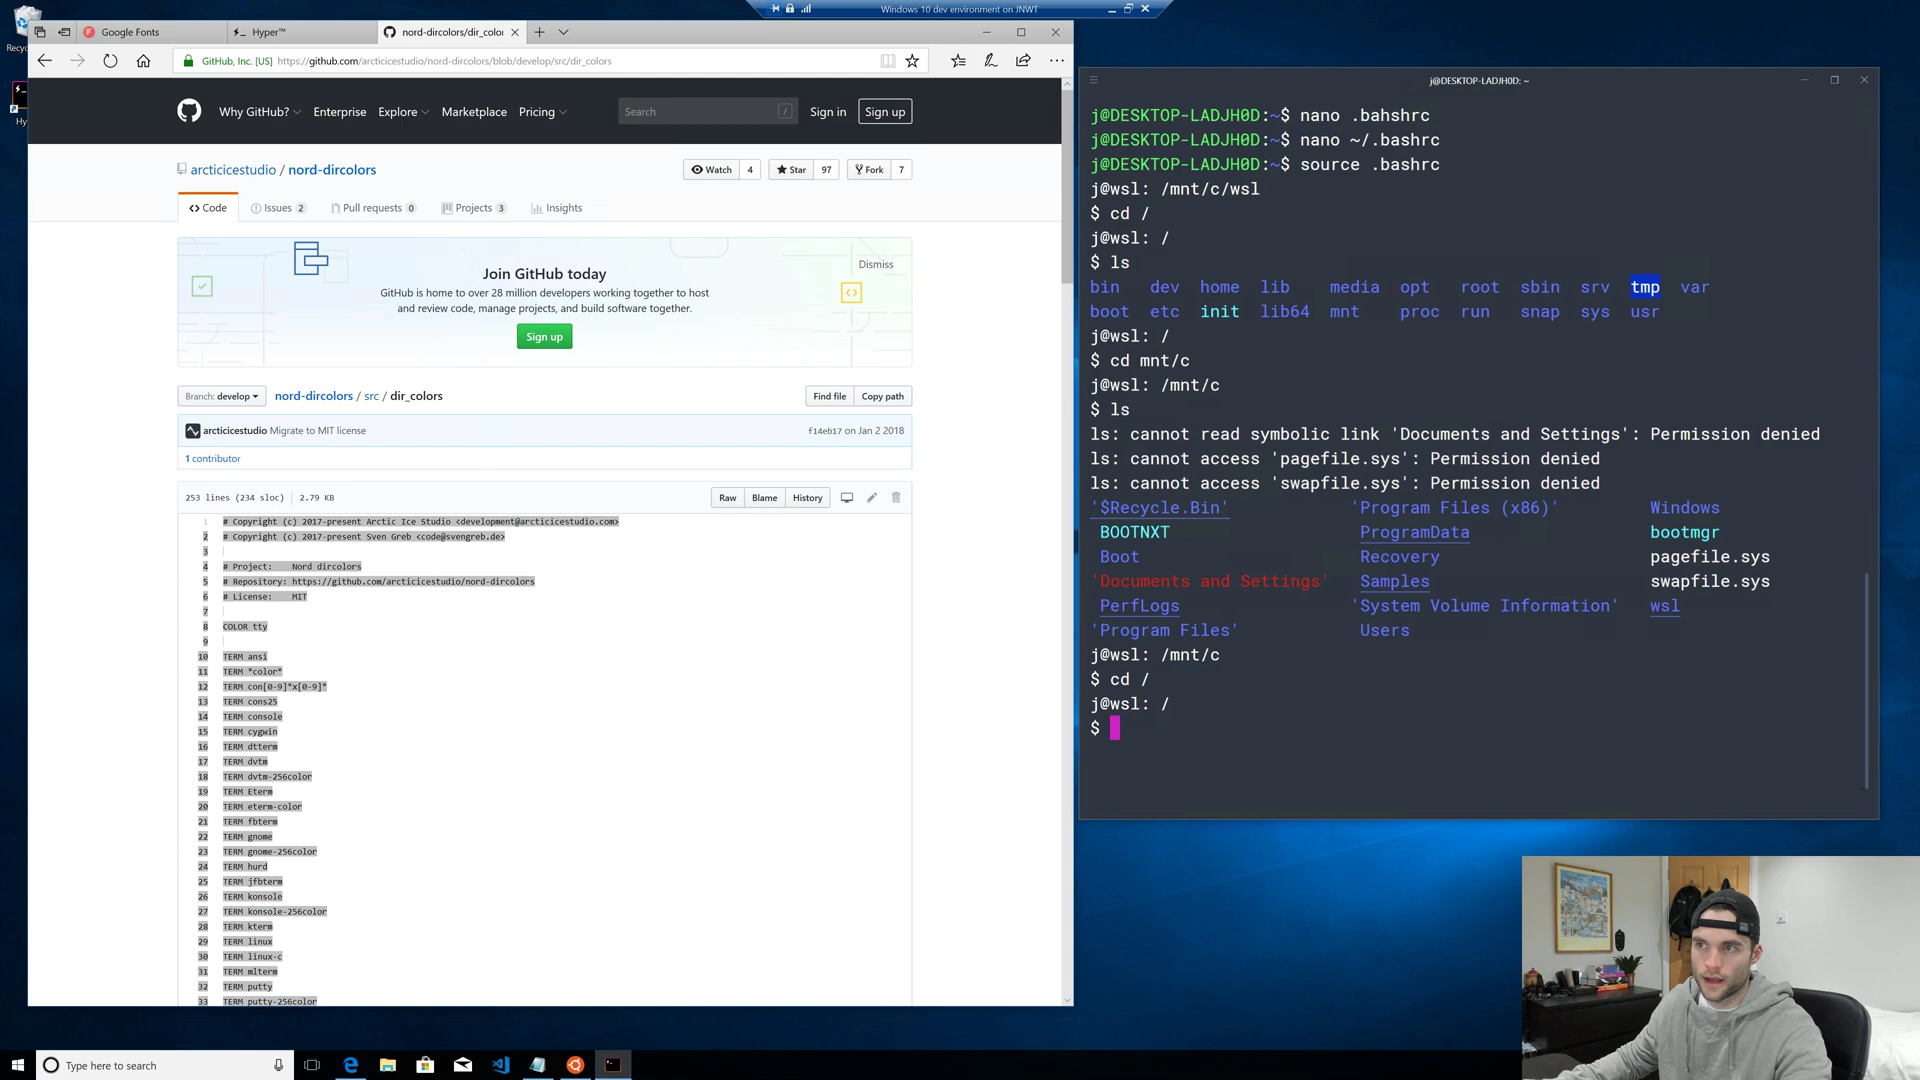 Windows 10 dev environment on JNWT
Google Fonts
Hyper™
nord-dircolors/dir_color
GitHub, Inc. [US] https://github.com/arcticicestudio/nord-dircolors/blob/develop/src/dir_colors
Why GitHub? Enterprise Explore Marketplace Pricing
Search /
Sign in Sign up
arcticicestudio / nord-dircolors
Watch 4 Star 97 Fork 7
Code Issues 2 Pull requests 0 Projects 3 Insights
Join GitHub today
Dismiss
GitHub is home to over 28 million developers working together to host
and review code, manage projects, and build software together.
Sign up
Branch: develop nord-dircolors / src / dir_colors
Find file Copy path
arcticicestudio Migrate to MIT license f14eb17 on Jan 2 2018
1 contributor
253 lines (234 sloc) 2.79 KB
Raw Blame History
1 # Copyright (c) 2017-present Arctic Ice Studio <development@arcticicestudio.com>
2 # Copyright (c) 2017-present Sven Greb <code@svengreb.de>
3
4 # Project: Nord dircolors
5 # Repository: https://github.com/arcticicestudio/nord-dircolors
6 # License: MIT
7
8 COLOR tty
9
10 TERM ansi
11 TERM *color*
12 TERM con[0-9]*x[0-9]*
13 TERM cons25
14 TERM console
15 TERM cygwin
16 TERM dtterm
17 TERM dvtm
18 TERM dvtm-256color
19 TERM Eterm
20 TERM eterm-color
21 TERM fbterm
22 TERM gnome
23 TERM gnome-256color
24 TERM hurd
25 TERM jfbterm
26 TERM konsole
27 TERM konsole-256color
28 TERM kterm
29 TERM linux
30 TERM linux-c
31 TERM mlterm
32 TERM putty
33 TERM putty-256color
j@DESKTOP-LADJH0D: ~
j@DESKTOP-LADJH0D:~$ nano .bahshrc
j@DESKTOP-LADJH0D:~$ nano ~/.bashrc
j@DESKTOP-LADJH0D:~$ source .bashrc
j@wsl: /mnt/c/wsl
$ cd /
j@wsl: /
$ ls
bin dev home lib media opt root sbin srv tmp var
boot etc init lib64 mnt proc run snap sys usr
j@wsl: /
$ cd mnt/c
j@wsl: /mnt/c
$ ls
ls: cannot read symbolic link 'Documents and Settings': Permission denied
ls: cannot access 'pagefile.sys': Permission denied
ls: cannot access 'swapfile.sys': Permission denied
'$Recycle.Bin' 'Program Files (x86)' Windows
BOOTNXT ProgramData bootmgr
Boot Recovery pagefile.sys
'Documents and Settings' Samples swapfile.sys
PerfLogs 'System Volume Information' wsl
'Program Files' Users
j@wsl: /mnt/c
$ cd /
j@wsl: /
$
Type here to search